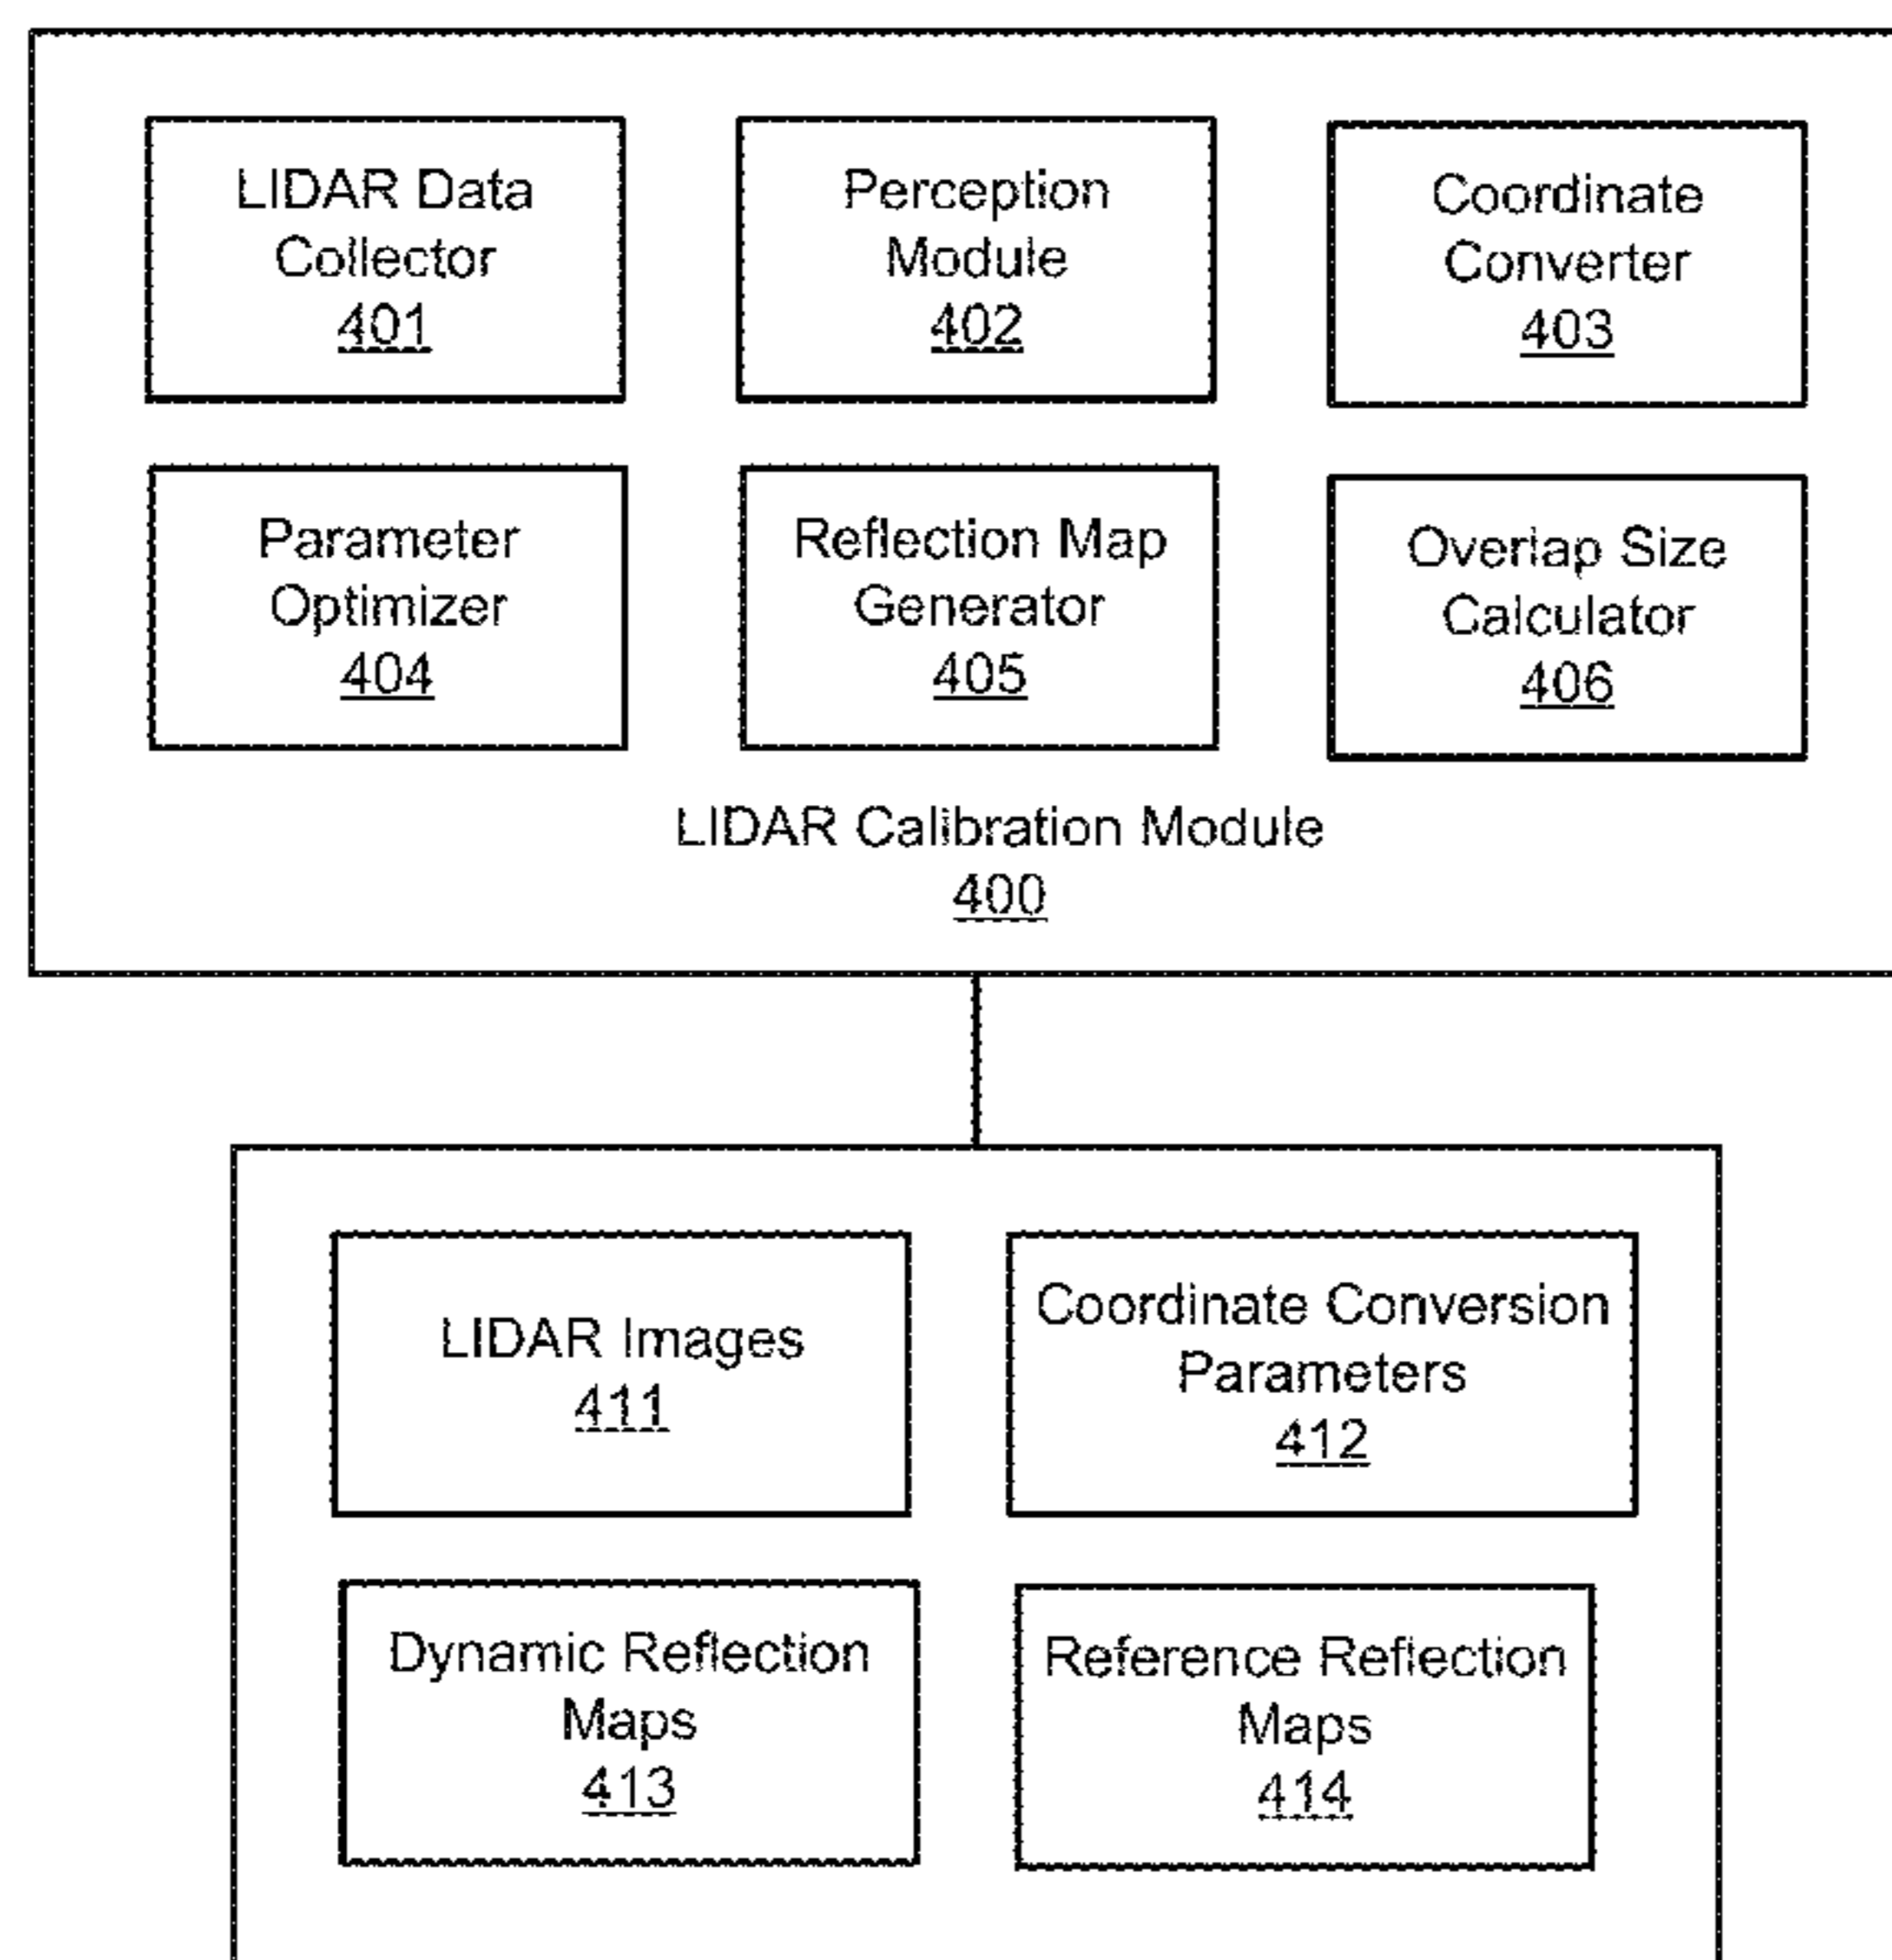 LIDAR Data
Collector
401
Perception
Module
402
Coordinate
Converter
403
Parameter
Optimizer
404
Reflection Map
Generator
405
Overlap Size
Calculator
406
LIDAR Calibration Module
400
LIDAR Images
411
Coordinate Conversion
Parameters
412
Dynamic Reflection
Maps
413
Reference Reflection
Maps
414